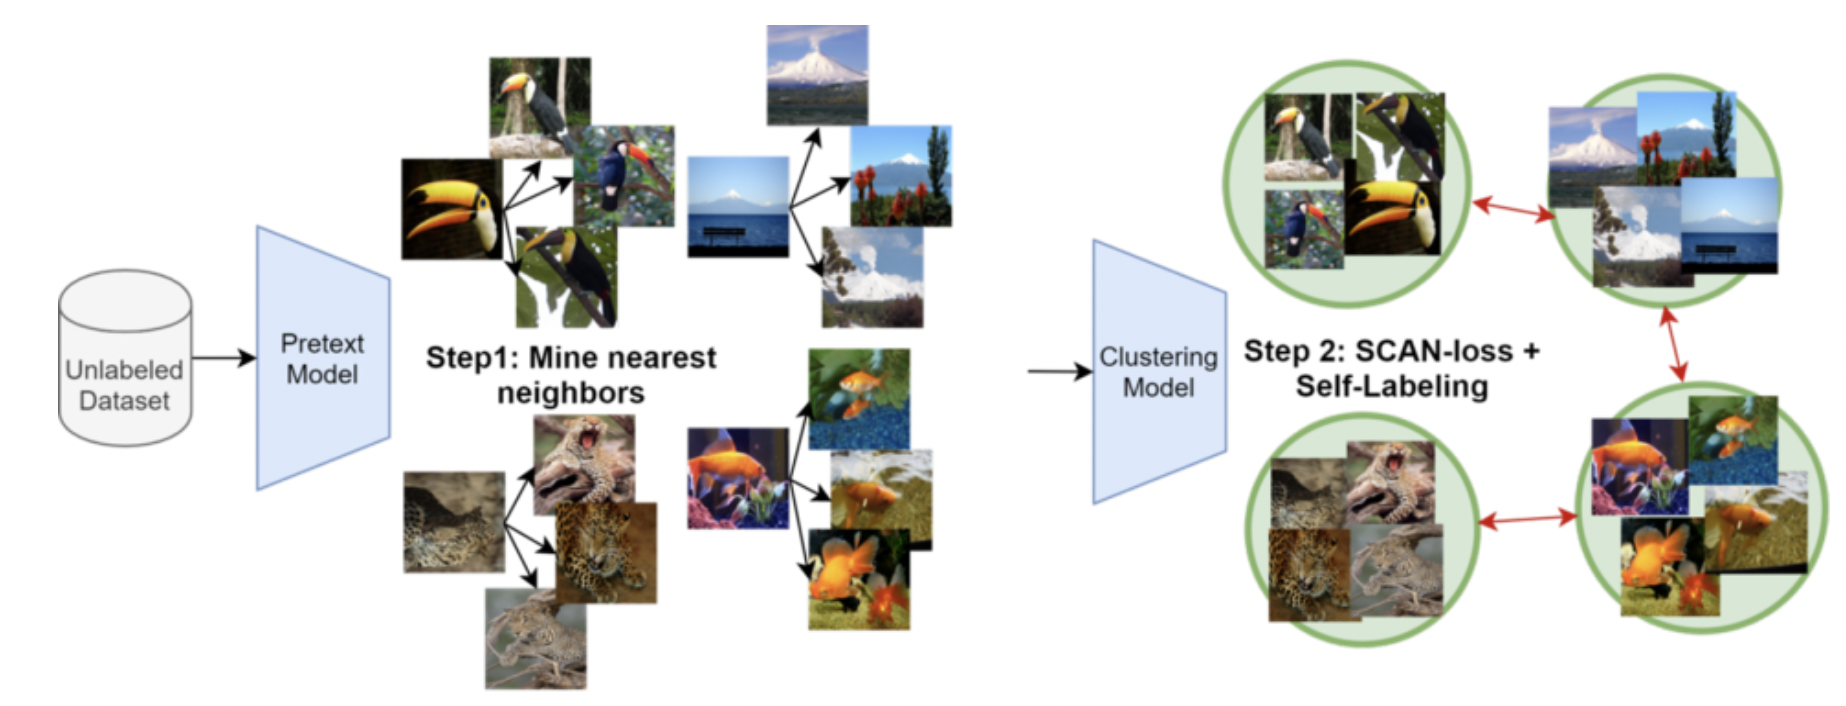 Unlabeled
Dataset
Pretext
Model
Step1: Mine nearest
neighbors
Clustering
Model
Step 2: SCAN-loss +
Self-Labeling